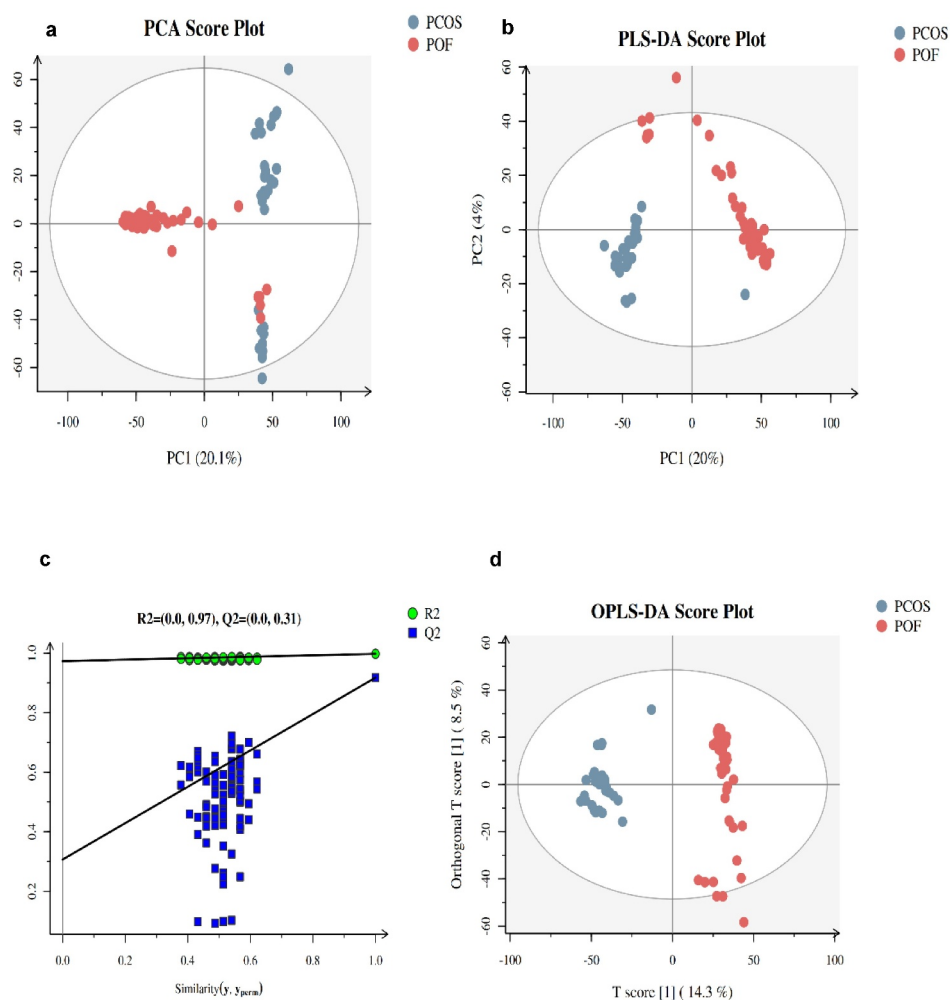 a
PCA Score Plot
PCOS
POF
60
40
20
0
20
40
-60
-100
-50
0
50
100
PC1 (20.1%)
b
PLS-DA Score Plot
PCOS
POF
PC2 (4%)
60
40
20
0
-20
-40
-60
-100
-50
0
50
100
PC1 (20%)
c
R2=(0.0, 0.97), Q2=(0.0, 0.31)
R2
Q2
1.0
0.8
0.6
0.4
0.2
0.0
0.2
0.4
0.6
0.8
1.0
Similarity(y, yperm)
d
OPLS-DA Score Plot
PCOS
POF
Orthogonal T score [1] ( 8.5 %)
60
40
20
0
-20
-40
-60
-100
-50
0
50
100
T score [1] ( 14.3 %)